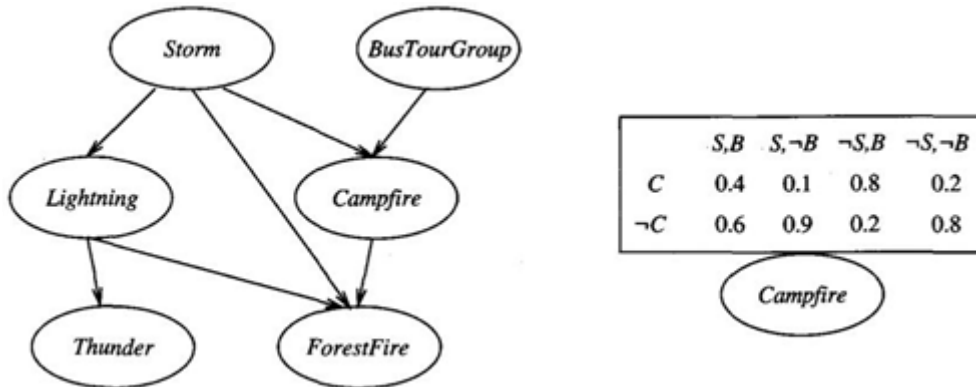 Storm
BusTourGroup
Lightning
Campfire
Thunder
ForestFire
S,B S,¬B ¬S,B ¬S,¬B
C 0.4 0.1 0.8 0.2
¬C 0.6 0.9 0.2 0.8
Campfire